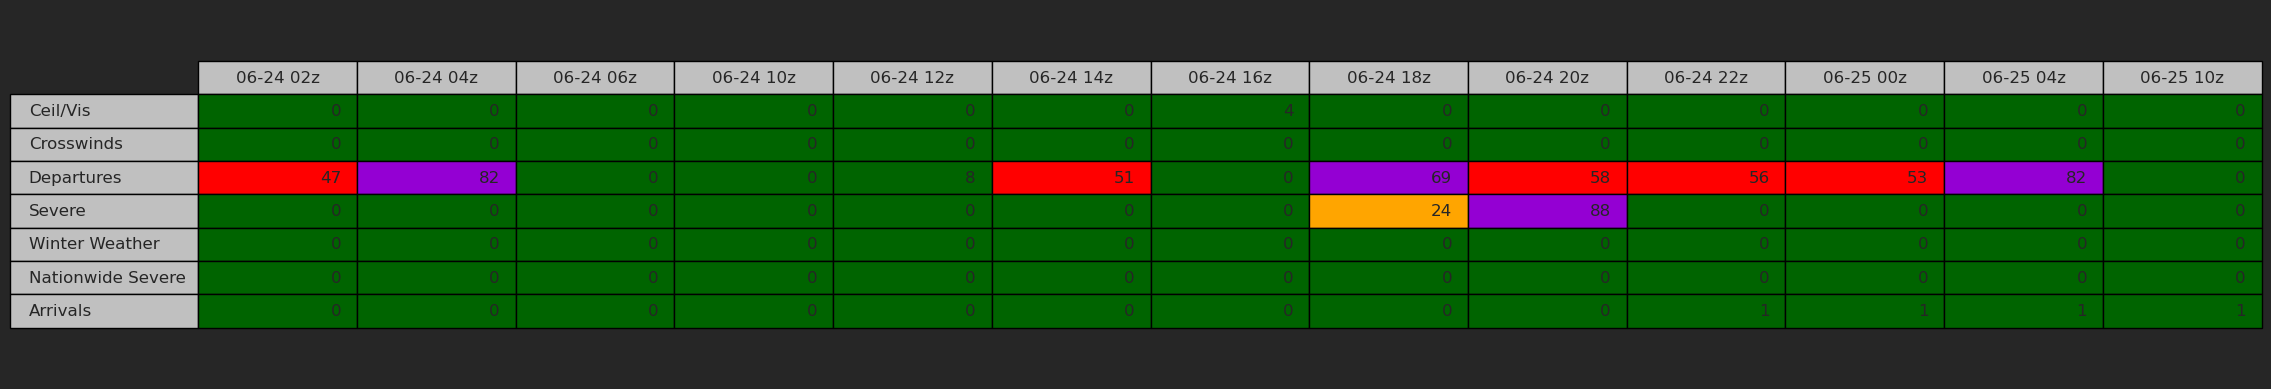 06-24 02z 06-24 04z 06-24 06z 06-24 10z 06-24 12z 06-24 14z 06-24 16z 06-24 18z 06-24 20z 06-24 22z 06-25 00z 06-25 04z 06-25 10z
Ceil/Vis 0 0 0 0 0 0 4 0 0 0 0 0 0
Crosswinds 0 0 0 0 0 0 0 0 0 0 0 0 0
Departures 47 82 0 0 8 51 0 69 58 56 53 82 0
Severe 0 0 0 0 0 0 0 24 88 0 0 0 0
Winter Weather 0 0 0 0 0 0 0 0 0 0 0 0 0
Nationwide Severe 0 0 0 0 0 0 0 0 0 0 0 0 0
Arrivals 0 0 0 0 0 0 0 0 0 1 1 1 1